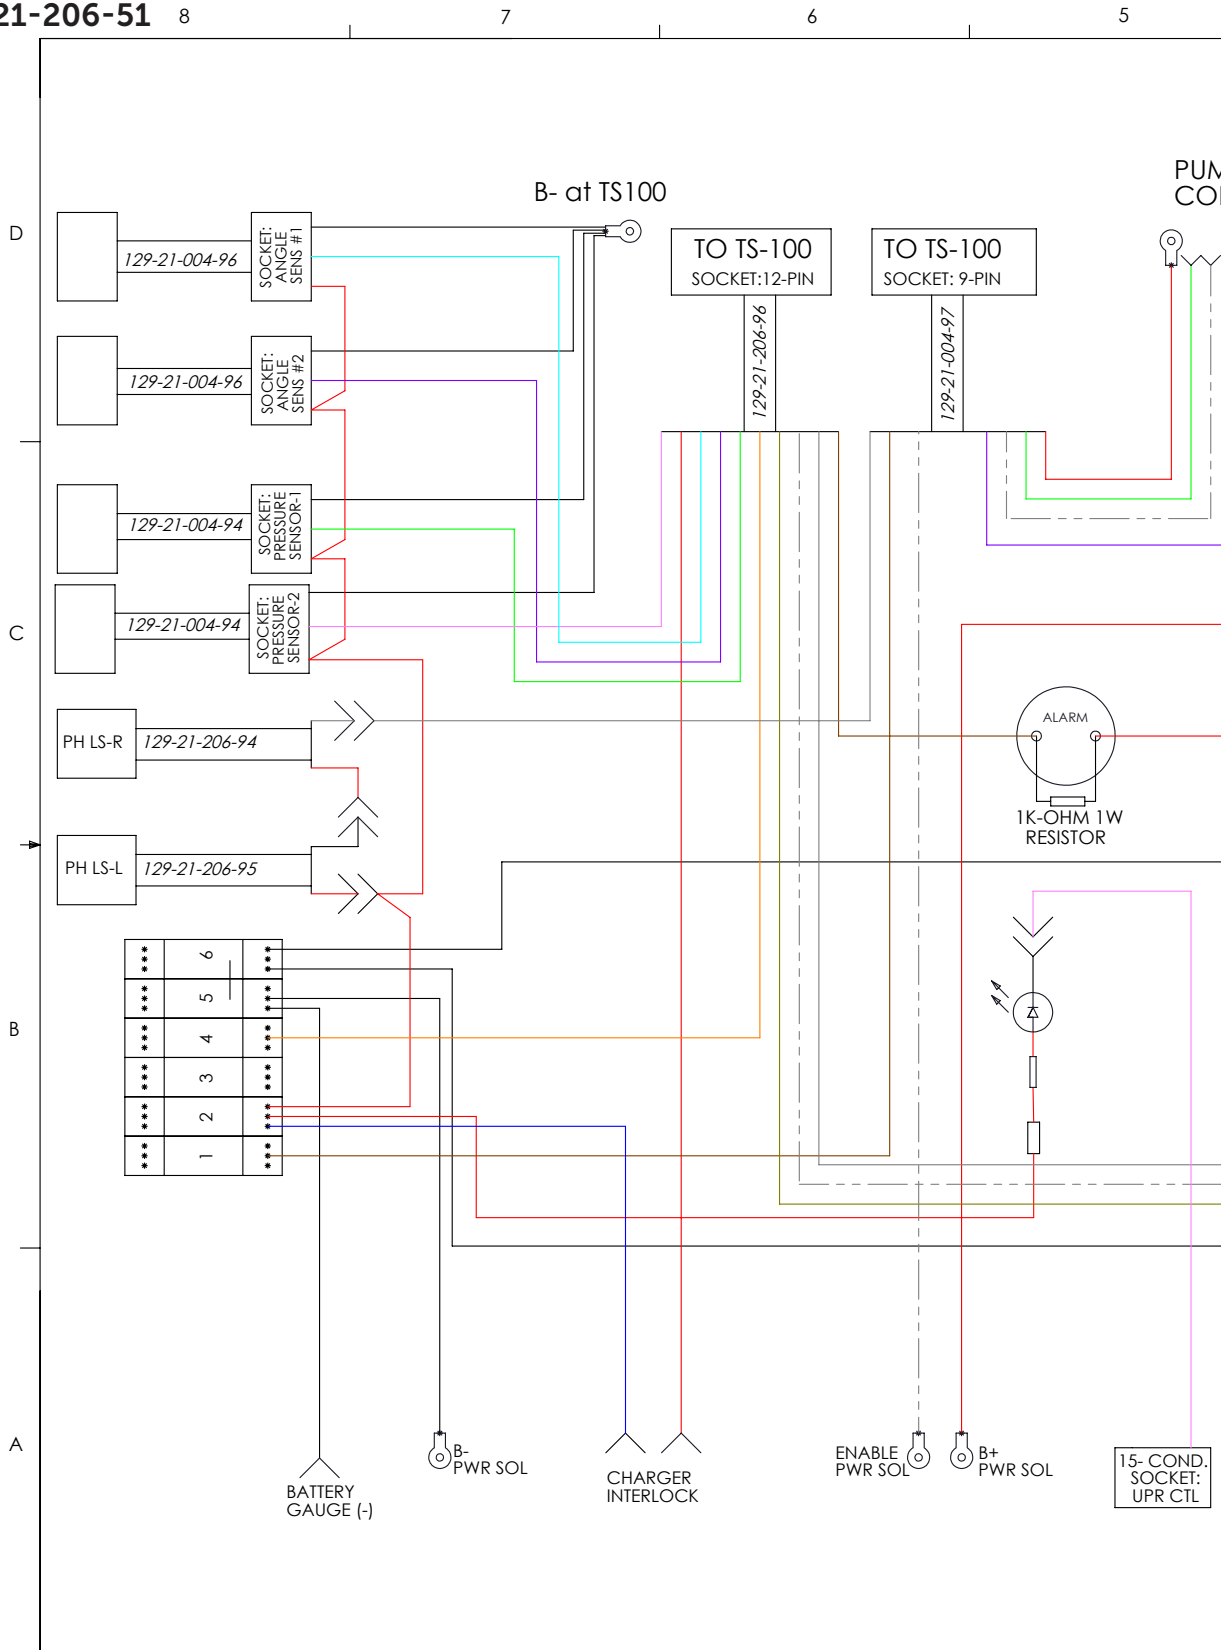 21-206-51
8
7
6
5
D
C
B
A
B- at TS100
PUM
CO
TO TS-100
SOCKET:12-PIN
129-21-206-96
TO TS-100
SOCKET: 9-PIN
129-21-004-97
129-21-004-96
SOCKET:
ANGLE
SENS #1
129-21-004-96
SOCKET:
ANGLE
SENS #2
129-21-004-94
SOCKET:
PRESSURE
SENSOR-1
129-21-004-94
SOCKET:
PRESSURE
SENSOR-2
PH LS-R
129-21-206-94
PH LS-L
129-21-206-95
ALARM
1K-OHM 1W
RESISTOR
6
5
4
3
2
1
BATTERY
GAUGE (-)
B-
PWR SOL
CHARGER
INTERLOCK
ENABLE
PWR SOL
B+
PWR SOL
15- COND.
SOCKET:
UPR CTL